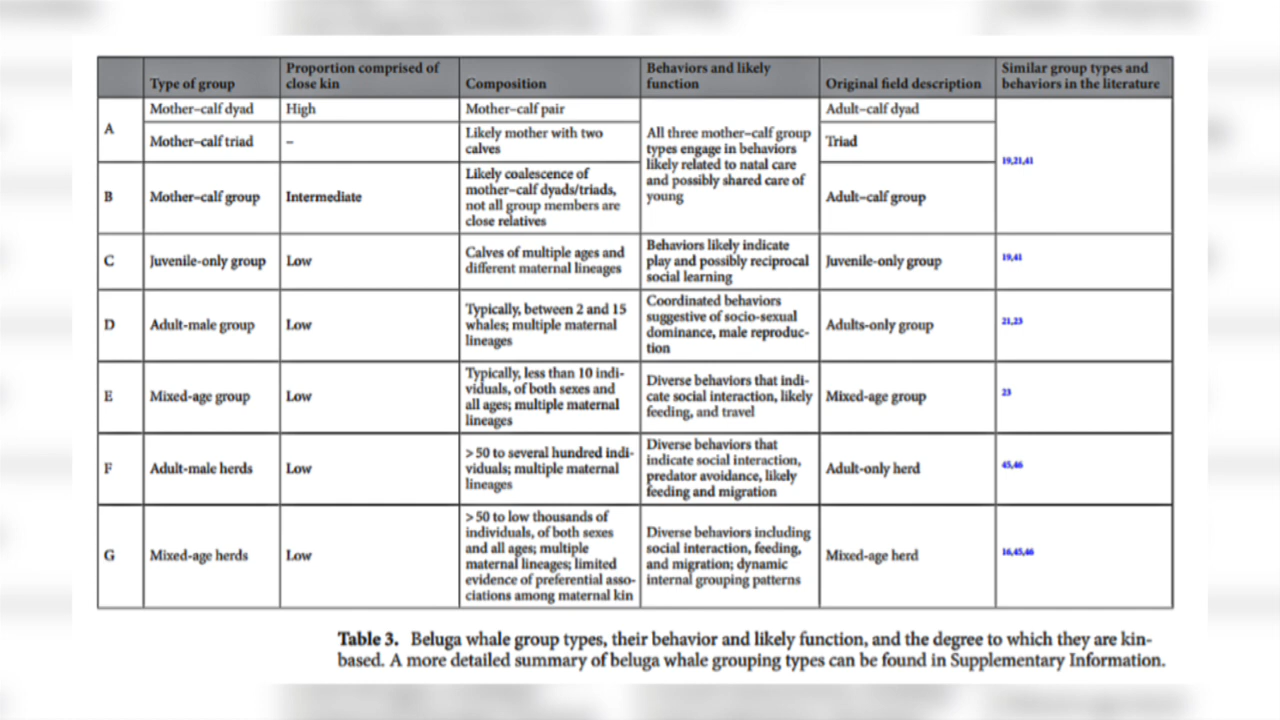 Type of group
Proportion comprised of
close kin
Composition
Behaviors and likely
function
Original field description
Similar group types and
behaviors in the literature
A
Mother–calf dyad
High
Mother–calf pair
All three mother–calf group
types engage in behaviors
likely related to natal care
and possibly shared care of
young
Adult–calf dyad
19,21,41
Mother–calf triad
–
Likely mother with two
calves
Triad
B
Mother–calf group
Intermediate
Likely coalescence of
mother–calf dyads/triads,
not all group members are
close relatives
Adult–calf group
C
Juvenile-only group
Low
Calves of multiple ages and
different maternal lineages
Behaviors likely indicate
play and possibly reciprocal
social learning
Juvenile-only group
19,41
D
Adult-male group
Low
Typically, between 2 and 15
whales; multiple maternal
lineages
Coordinated behaviors
suggestive of socio-sexual
dominance, male reproduc-
tion
Adults-only group
21,23
E
Mixed-age group
Low
Typically, less than 10 indi-
viduals, of both sexes and
all ages; multiple maternal
lineages
Diverse behaviors that indi-
cate social interaction, likely
feeding, and travel
Mixed-age group
23
F
Adult-male herds
Low
> 50 to several hundred indi-
viduals; multiple maternal
lineages
Diverse behaviors that
indicate social interaction,
predator avoidance, likely
feeding and migration
Adult-only herd
45,46
G
Mixed-age herds
Low
> 50 to low thousands of
individuals, of both sexes
and all ages; multiple
maternal lineages; limited
evidence of preferential asso-
ciations among maternal kin
Diverse behaviors including
social interaction, feeding,
and migration; dynamic
internal grouping patterns
Mixed-age herd
16,45,46
Table 3. Beluga whale group types, their behavior and likely function, and the degree to which they are kin-
based. A more detailed summary of beluga whale grouping types can be found in Supplementary Information.